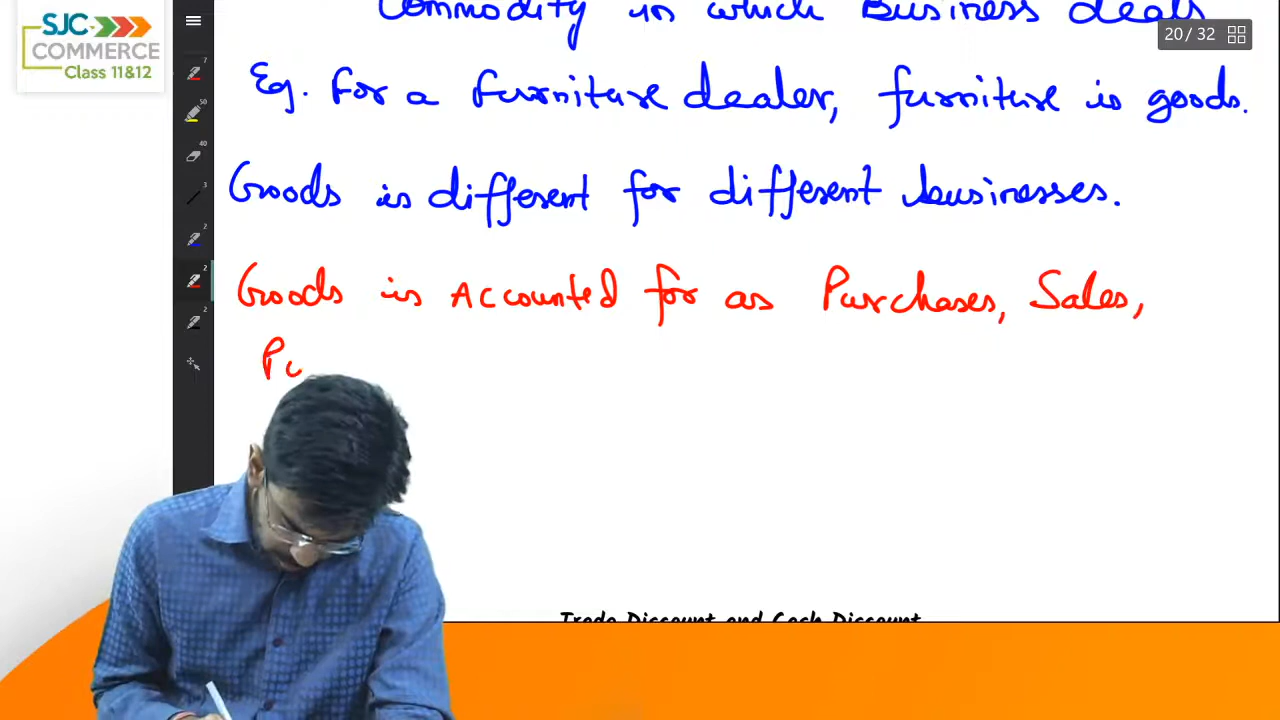 SJC
COMMERCE
Class 11&12
20 / 32
Commodity in which Business deals
Eg. For a furniture dealer, furniture is goods.
Goods is different for different businesses.
Goods is Accounted for as Purchases, Sales,
Trade Discount and Cash Discount